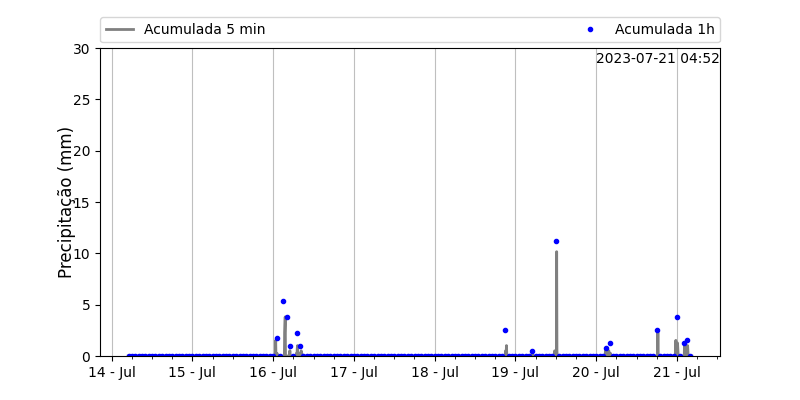 Acumulada 5 min
Acumulada 1h
2023-07-21 04:52
Precipitação (mm)
30
25
20
15
10
5
0
14 - Jul
15 - Jul
16 - Jul
17 - Jul
18 - Jul
19 - Jul
20 - Jul
21 - Jul